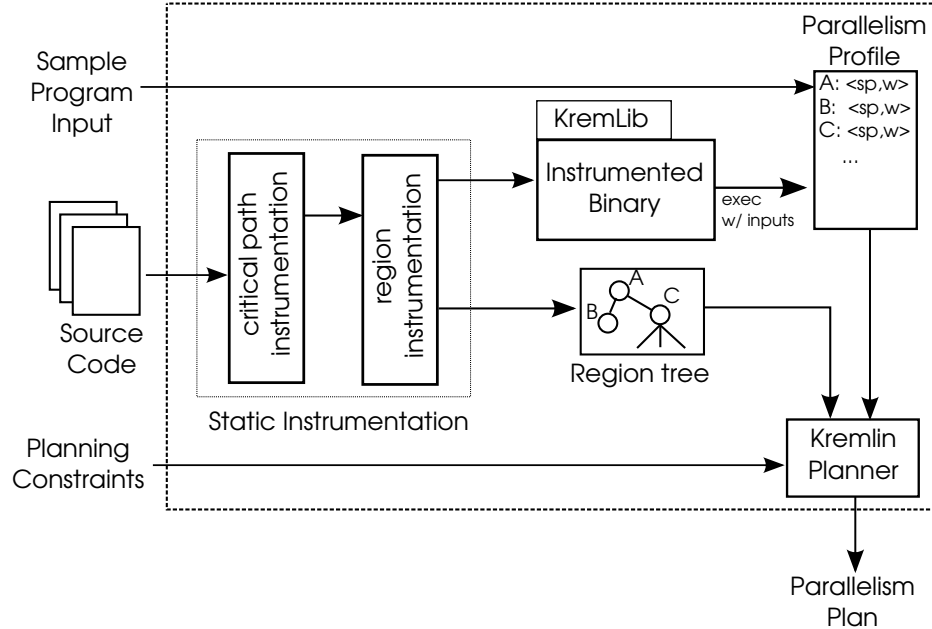 Parallelism
Profile
Sample
Program
Input
A: <sp,w>
B: <sp,w>
C: <sp,w>
...
KremLib
Instrumented
Binary
exec
w/ inputs
critical path
instrumentation
region
instrumentation
Source
Code
A
B
C
Region tree
Static Instrumentation
Planning
Constraints
Kremlin
Planner
Parallelism
Plan